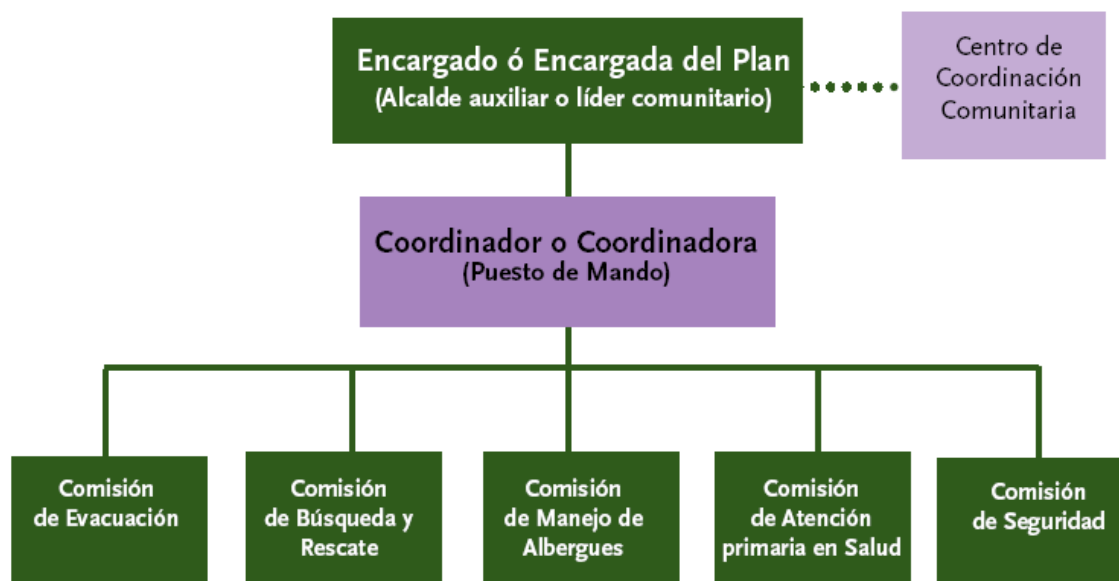 Encargado ó Encargada del Plan
(Alcalde auxiliar o líder comunitario)
Centro de
Coordinación
Comunitaria
Coordinador o Coordinadora
(Puesto de Mando)
Comisión
de Evacuación
Comisión
de Búsqueda y
Rescate
Comisión
de Manejo de
Albergues
Comisión
de Atención
primaria en Salud
Comisión
de Seguridad